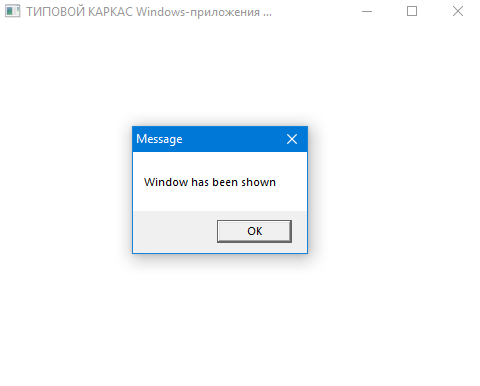 ТИПОВОЙ КАРКАС Windows-приложения ...
Message
Window has been shown
OK